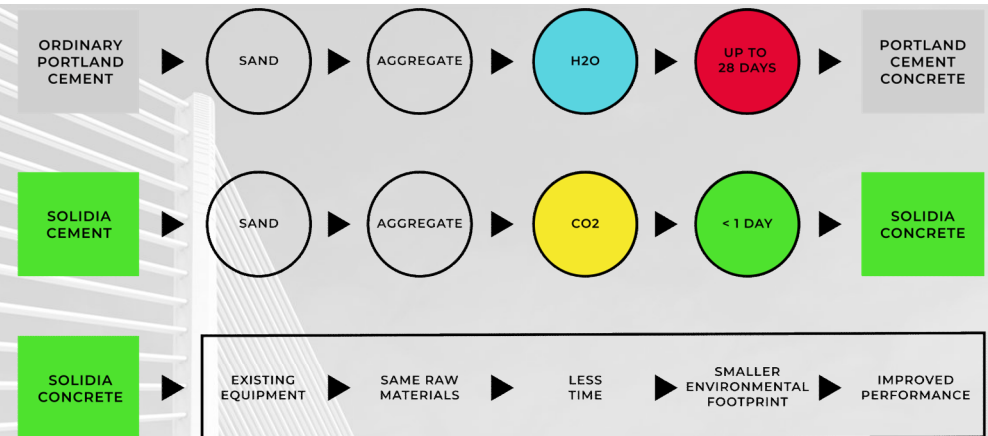 ORDINARY
PORTLAND
CEMENT
SAND
AGGREGATE
H2O
UP TO
28 DAYS
PORTLAND
CEMENT
CONCRETE
SOLIDIA
CEMENT
SAND
AGGREGATE
CO2
< 1 DAY
SOLIDIA
CONCRETE
SOLIDIA
CONCRETE
EXISTING
EQUIPMENT
SAME RAW
MATERIALS
LESS
TIME
SMALLER
ENVIRONMENTAL
FOOTPRINT
IMPROVED
PERFORMANCE